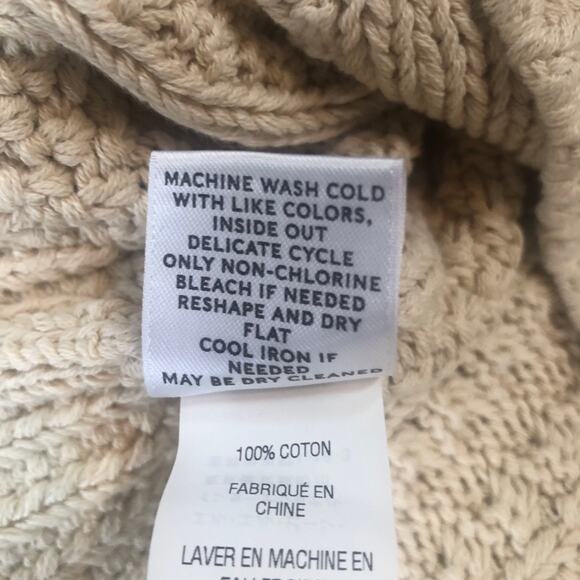 MACHINE WASH COLD
WITH LIKE COLORS,
INSIDE OUT
DELICATE CYCLE
ONLY NON-CHLORINE
BLEACH IF NEEDED
RESHAPE AND DRY
FLAT
COOL IRON IF
NEEDED
MAY BE DRY CLEANED
100% COTON
FABRIQUÉ EN
CHINE
LAVER EN MACHINE EN